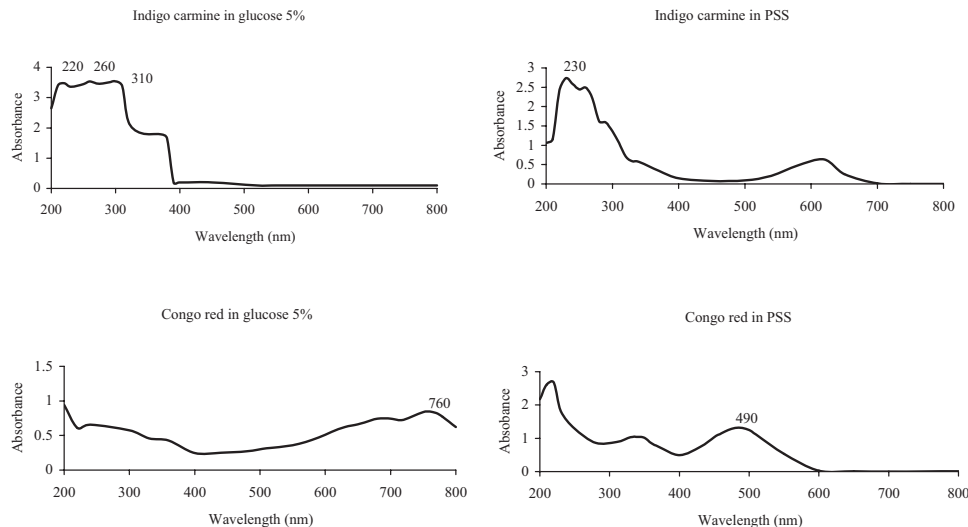 Indigo carmine in glucose 5%
4
3
2
1
0
Absorbance
220 260
310
200 300 400 500 600 700 800
Wavelength (nm)
Indigo carmine in PSS
3
2.5
2
1.5
1
0.5
0
Absorbance
230
200 300 400 500 600 700 800
Wavelength (nm)
Congo red in glucose 5%
1.5
1
0.5
0
Absorbance
760
200 300 400 500 600 700 800
Wavelength (nm)
Congo red in PSS
3
2
1
0
Absobance
490
200 300 400 500 600 700 800
Wavelength (nm)